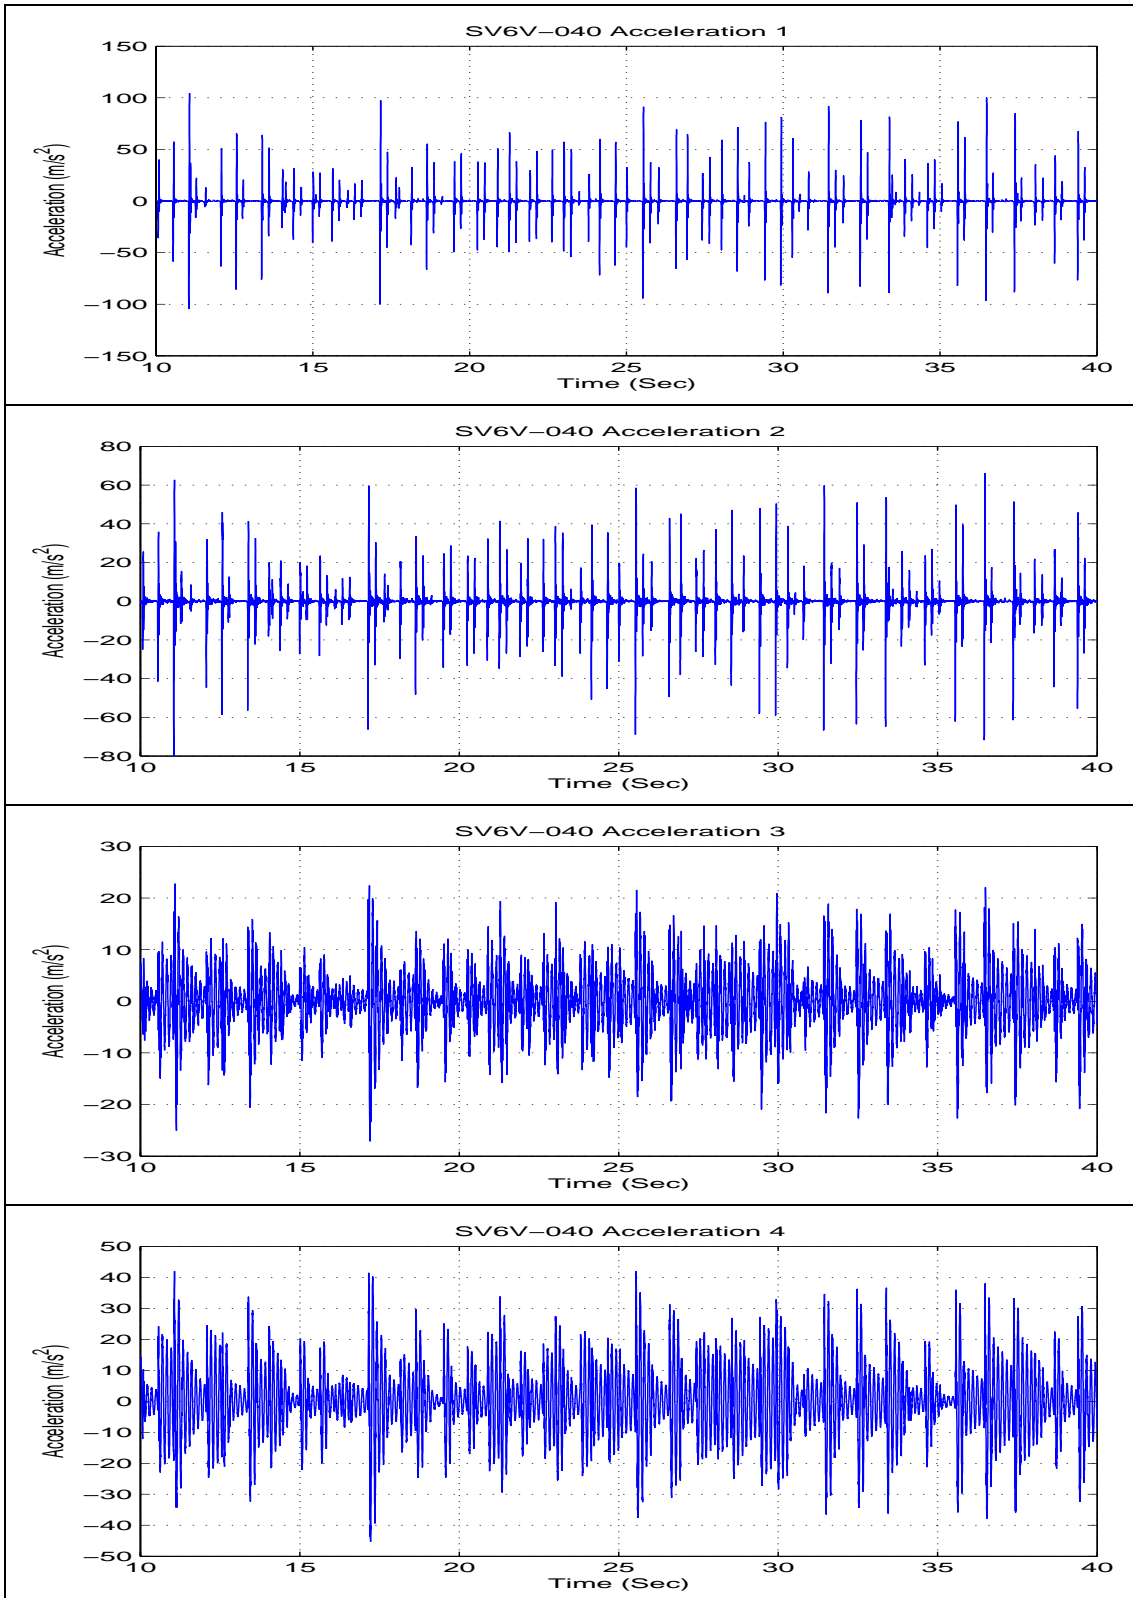 SV6V−040 Acceleration 1
150
100
50
0
−50
−100
−150
Acceleration (m/s²)
10 15 20 25 30 35 40
Time (Sec)
SV6V−040 Acceleration 2
80
60
40
20
0
−20
−40
−60
−80
Acceleration (m/s²)
10 15 20 25 30 35 40
Time (Sec)
SV6V−040 Acceleration 3
30
20
10
0
−10
−20
−30
Acceleration (m/s²)
10 15 20 25 30 35 40
Time (Sec)
SV6V−040 Acceleration 4
50
40
30
20
10
0
−10
−20
−30
−40
−50
Acceleration (m/s²)
10 15 20 25 30 35 40
Time (Sec)